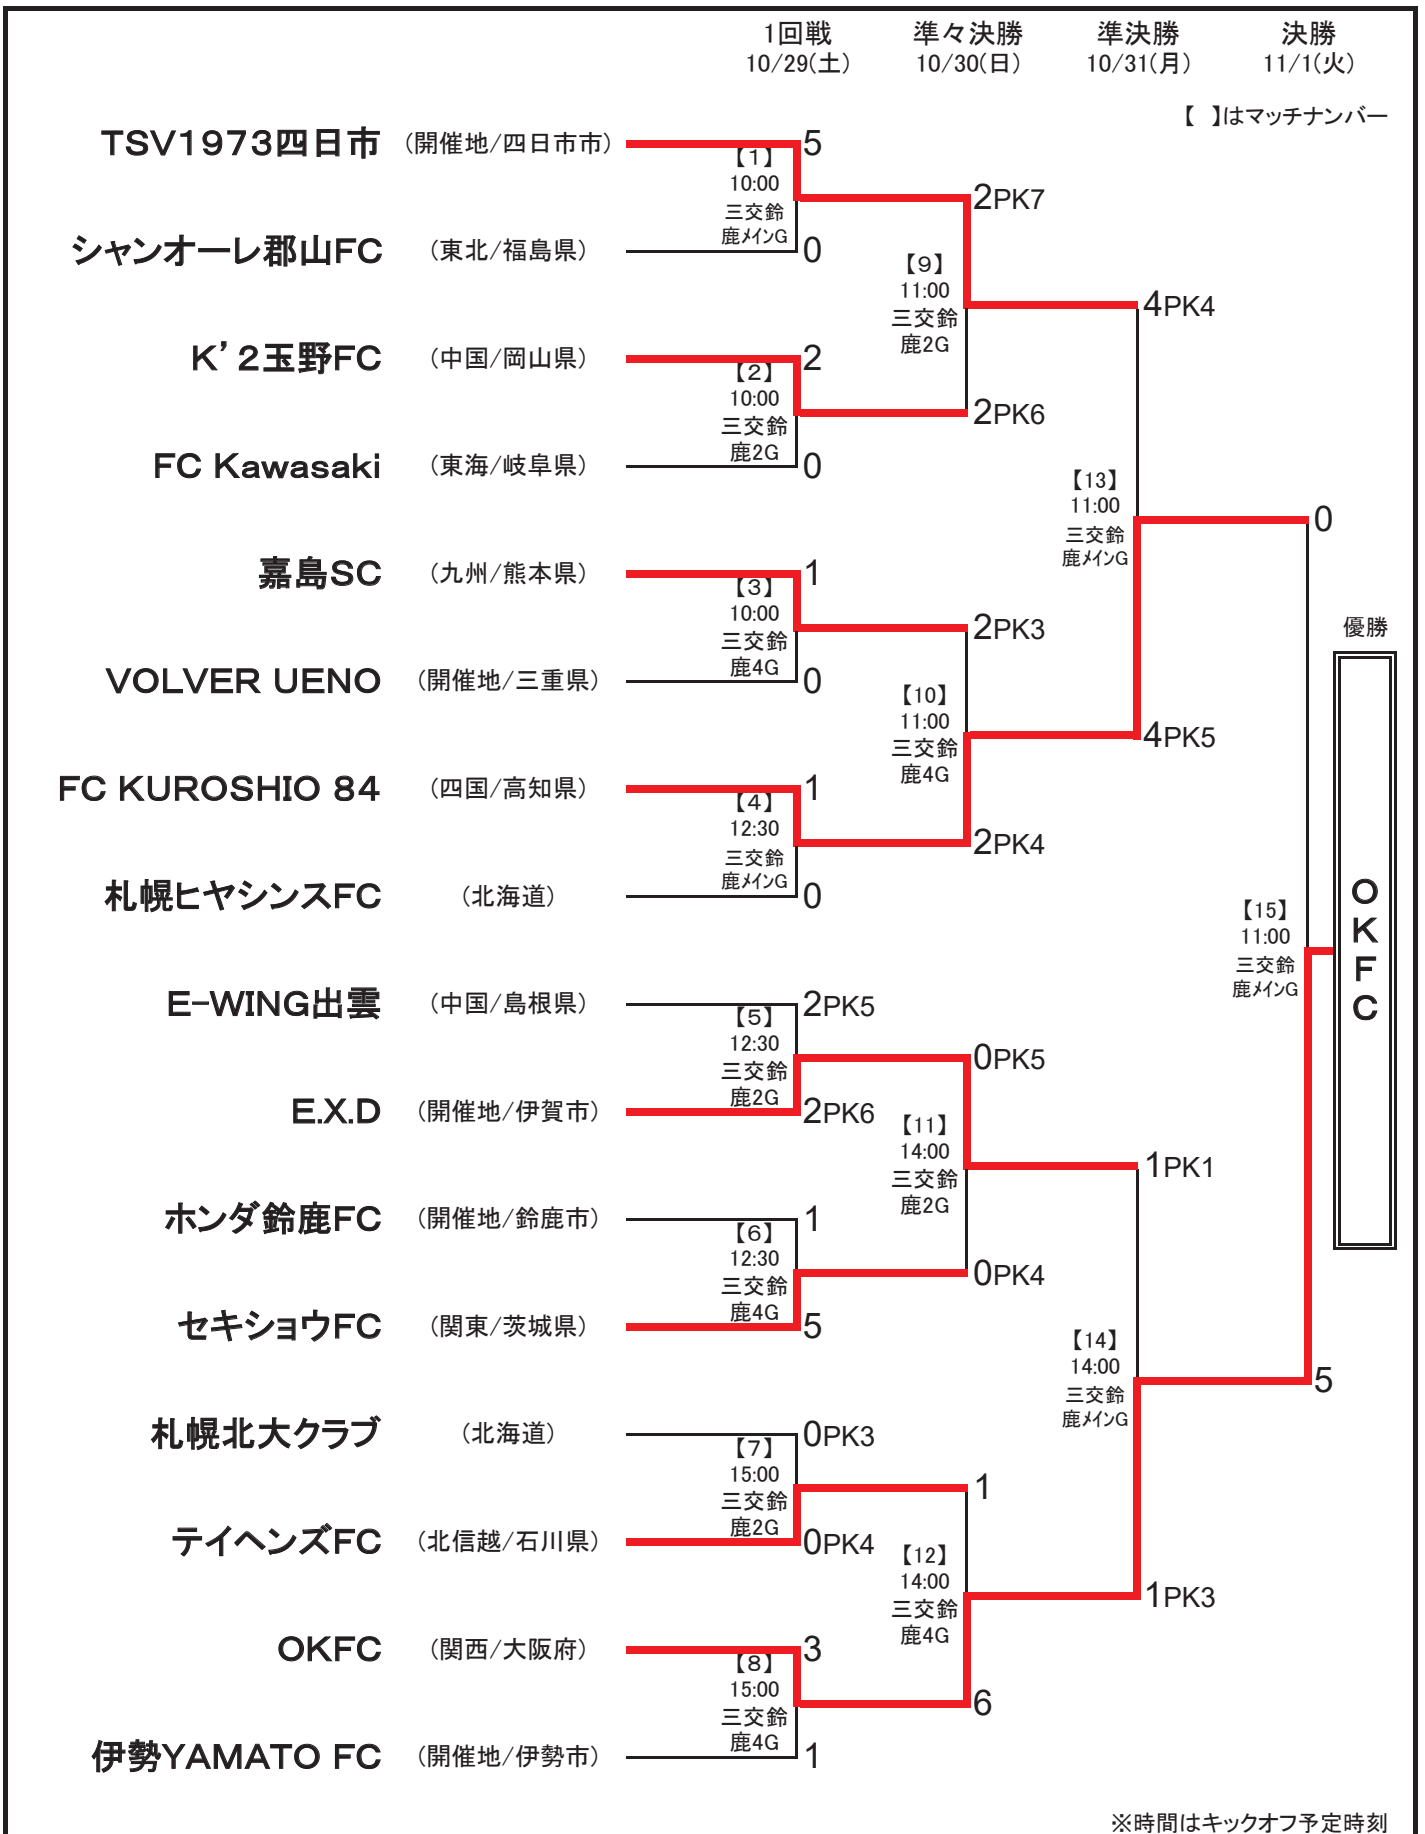 1回戦 準々決勝 準決勝 決勝
10/29(土) 10/30(日) 10/31(月) 11/1(火)
【 】はマッチナンバー
TSV1973四日市 (開催地/四日市市) 5
【1】
10:00
三交鈴
鹿メインG
2PK7
シャンオーレ郡山FC (東北/福島県) 0
【9】
11:00
三交鈴
鹿2G
4PK4
K’2玉野FC (中国/岡山県) 2
【2】
10:00
三交鈴
鹿2G
2PK6
FC Kawasaki (東海/岐阜県) 0
【13】
11:00
三交鈴
鹿メインG
0
嘉島SC (九州/熊本県) 1
【3】
10:00
三交鈴
鹿4G
2PK3
優勝
VOLVER UENO (開催地/三重県) 0
【10】
11:00
三交鈴
鹿4G
4PK5
FC KUROSHIO 84 (四国/高知県) 1
【4】
12:30
三交鈴
鹿メインG
2PK4
札幌ヒヤシンスFC (北海道) 0
【15】
11:00
三交鈴
鹿メインG
OKFC
E-WING出雲 (中国/島根県) 2PK5
【5】
12:30
三交鈴
鹿2G
0PK5
E.X.D (開催地/伊賀市) 2PK6
【11】
14:00
三交鈴
鹿2G
1PK1
ホンダ鈴鹿FC (開催地/鈴鹿市) 1
【6】
12:30
三交鈴
鹿4G
0PK4
セキショウFC (関東/茨城県) 5
【14】
14:00
三交鈴
鹿メインG
5
札幌北大クラブ (北海道) 0PK3
【7】
15:00
三交鈴
鹿2G
1
テイヘンズFC (北信越/石川県) 0PK4
【12】
14:00
三交鈴
鹿4G
1PK3
OKFC (関西/大阪府) 3
【8】
15:00
三交鈴
鹿4G
6
伊勢YAMATO FC (開催地/伊勢市) 1
※時間はキックオフ予定時刻